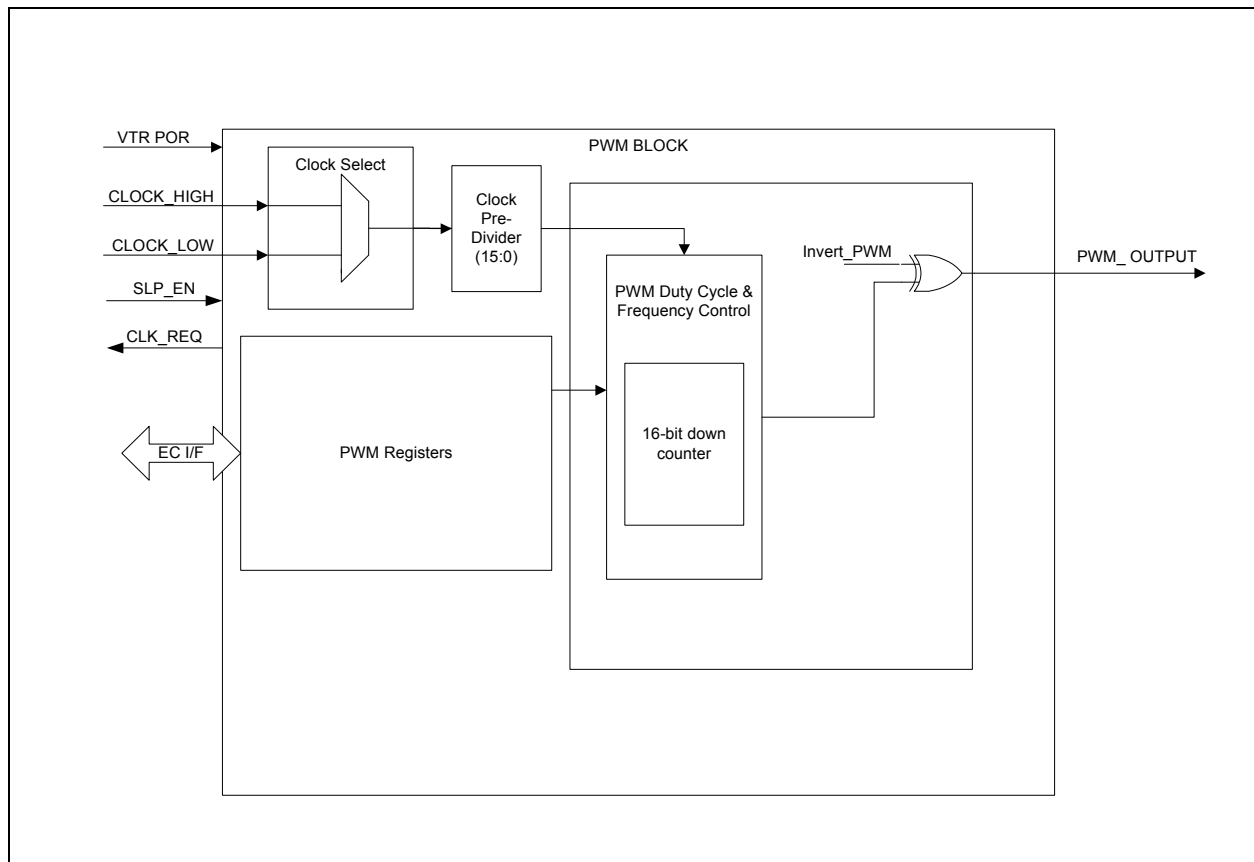 VTR POR
PWM BLOCK
Clock Select
CLOCK_HIGH
Clock
Pre-
Divider
(15:0)
CLOCK_LOW
Invert_PWM
PWM_ OUTPUT
SLP_EN
PWM Duty Cycle &
Frequency Control
CLK_REQ
16-bit down
counter
EC I/F
PWM Registers